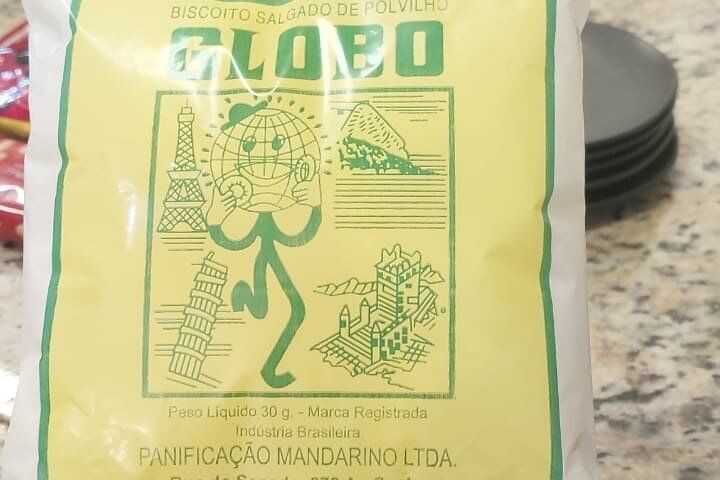 BISCOITO SALGADO DE POLVILHO
GLOBO
Peso Líquido 30 g. - Marca Registrada
Indústria Brasileira
PANIFICAÇÃO MANDARINO LTDA.